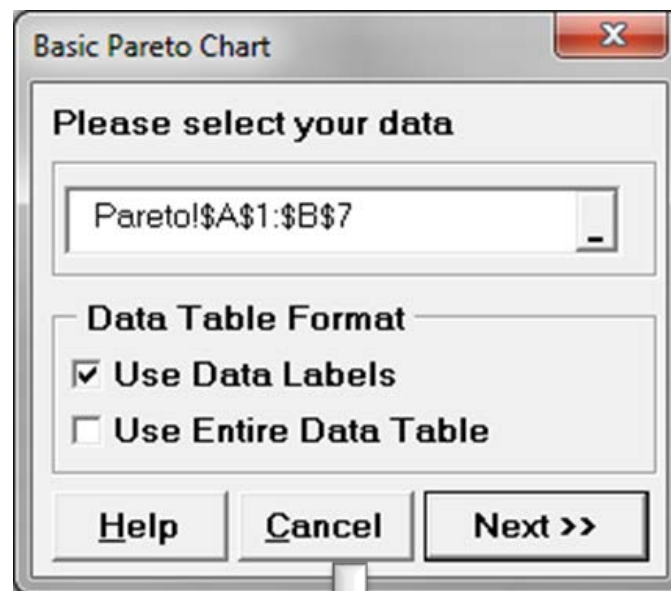 Basic Pareto Chart
Please select your data
Pareto!$A$1:$B$7
Data Table Format
Use Data Labels
Use Entire Data Table
Help Cancel Next >>